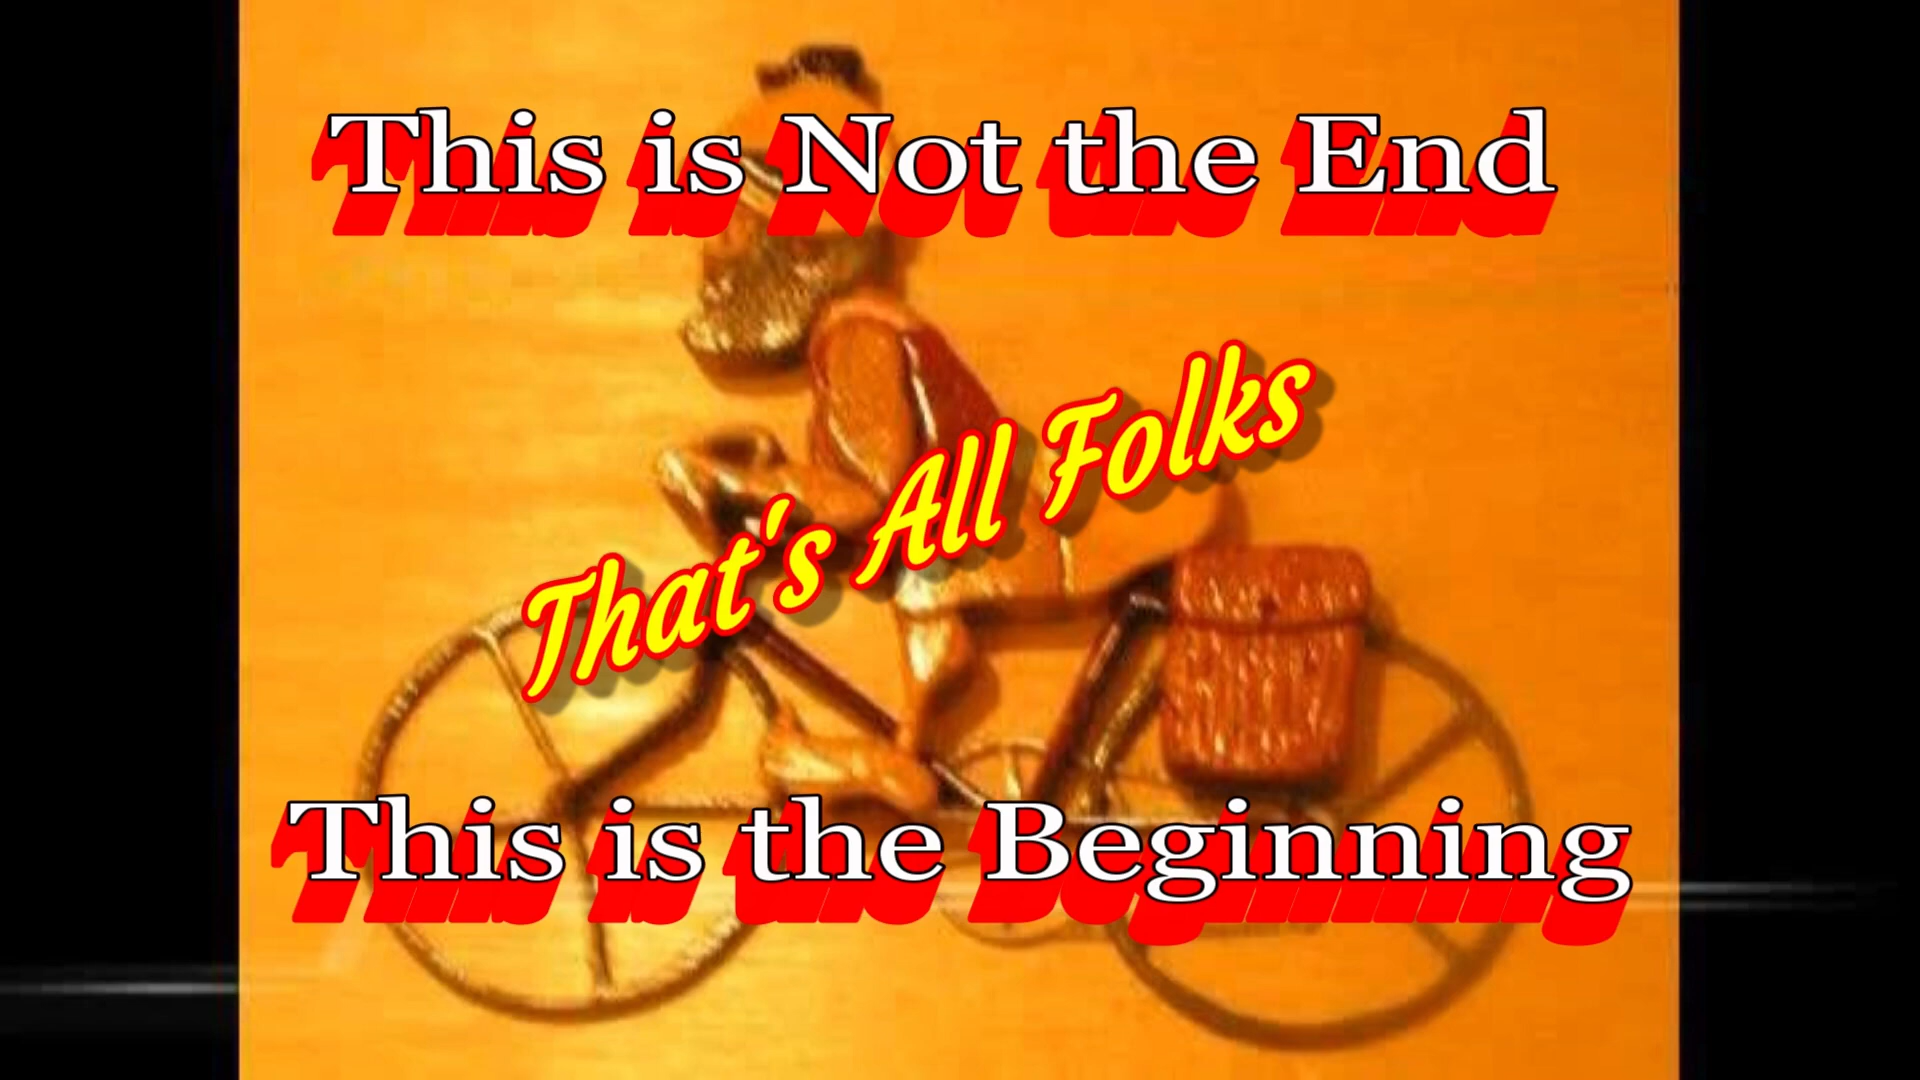 This is Not the End
That's All Folks
This is the Beginning